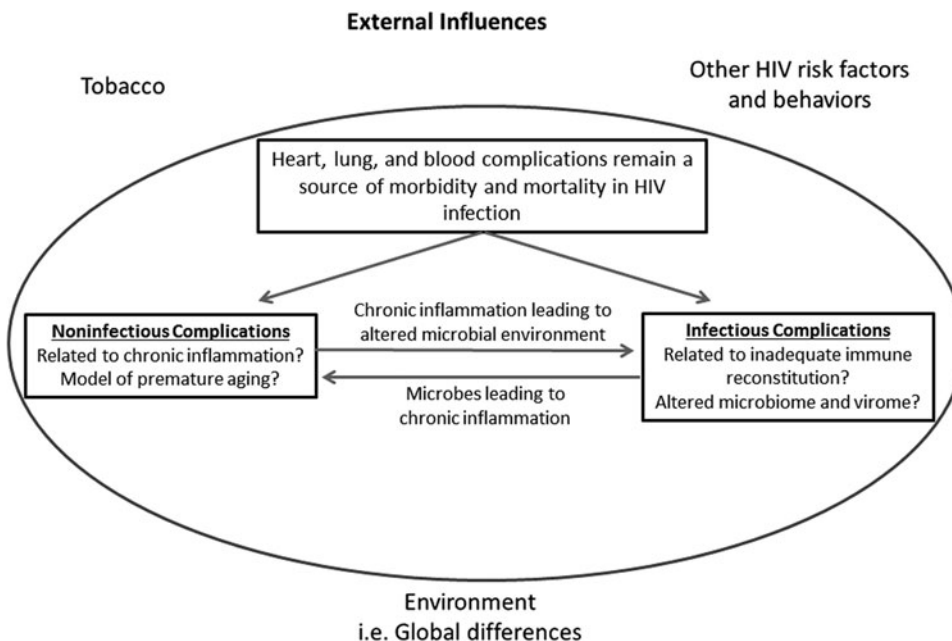 External Influences
Tobacco
Other HIV risk factors
and behaviors
Heart, lung, and blood complications remain a
source of morbidity and mortality in HIV
infection
Noninfectious Complications
Related to chronic inflammation?
Model of premature aging?
Chronic inflammation leading to
altered microbial environment
Microbes leading to
chronic inflammation
Infectious Complications
Related to inadequate immune
reconstitution?
Altered microbiome and virome?
Environment
i.e. Global differences